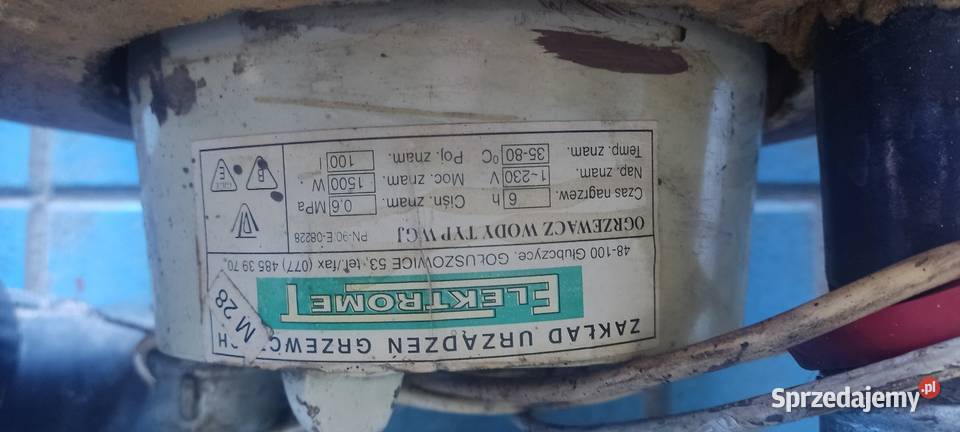 ZAKŁAD URZĄDZEŃ GRZEWC
CH
M 28
ELEKTROMET
48-100 Głubczyce. GOŁUSZOWICE 53, tel./fax (077) 485 39 70
OGRZEWACZ WODY TYP WGJ PN-90/E-08228
Czas nagrzew. 6 h Ciśn. znam. 0.6 MPa
Nap. znam. 1~230 V Moc. znam. 1500 W
Temp. znam. 35-80 °C Poj. znam. 100 l
B
E
Sprzedajemy.pl